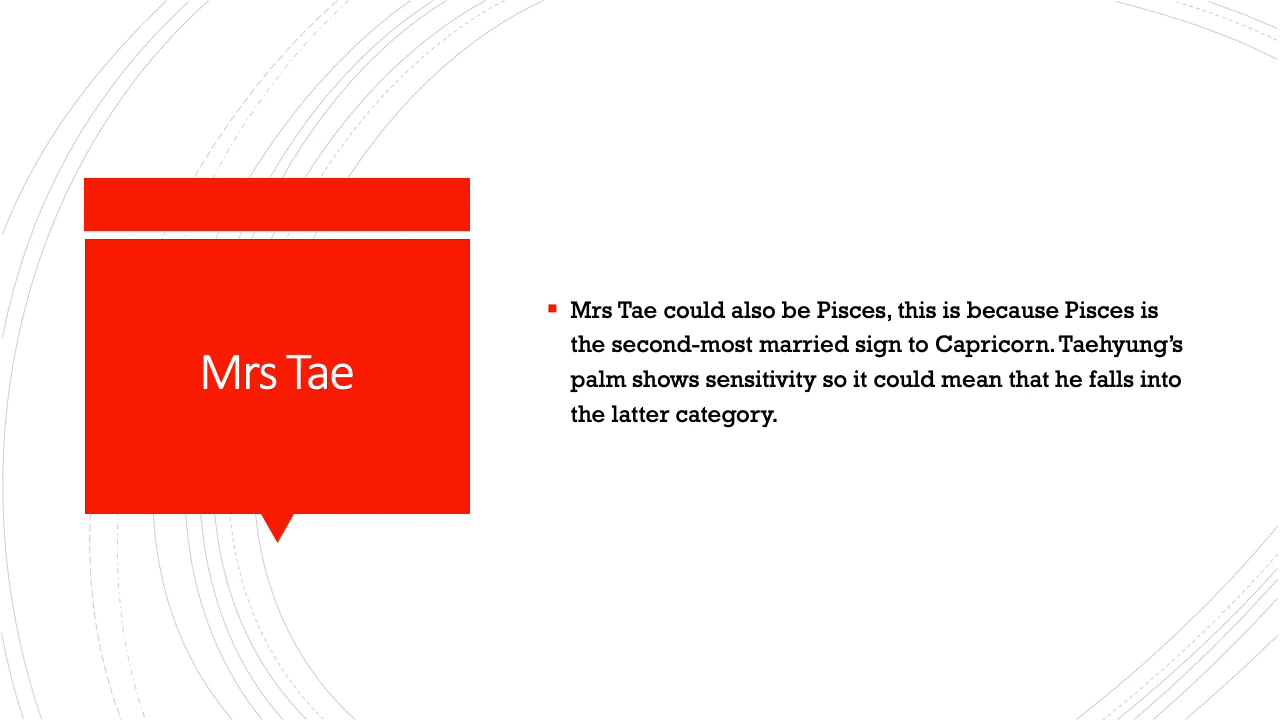 Mrs Tae
Mrs Tae could also be Pisces, this is because Pisces is
the second-most married sign to Capricorn. Taehyung’s
palm shows sensitivity so it could mean that he falls into
the latter category.